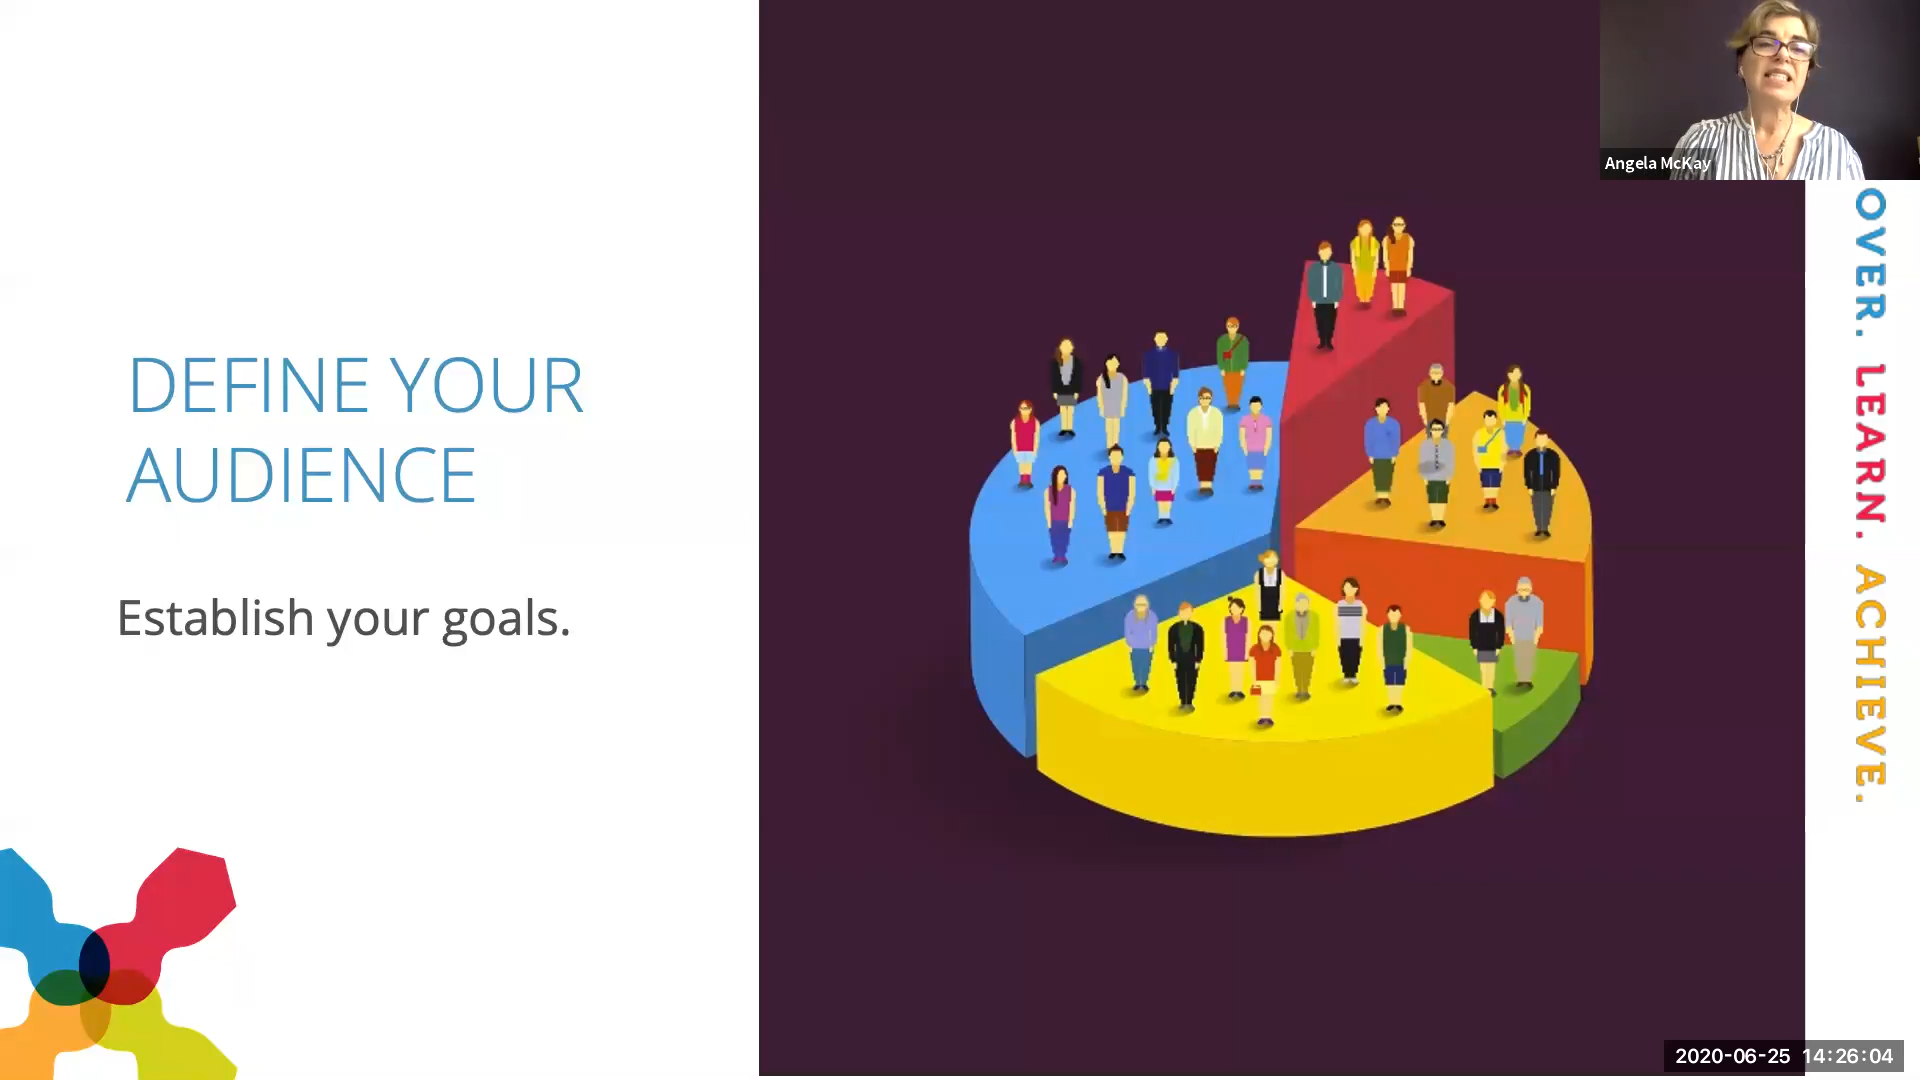 DEFINE YOUR
AUDIENCE
Establish your goals.
Angela McKay
OVER. LEARN. ACHIEVE.
2020-06-25 14:26:04